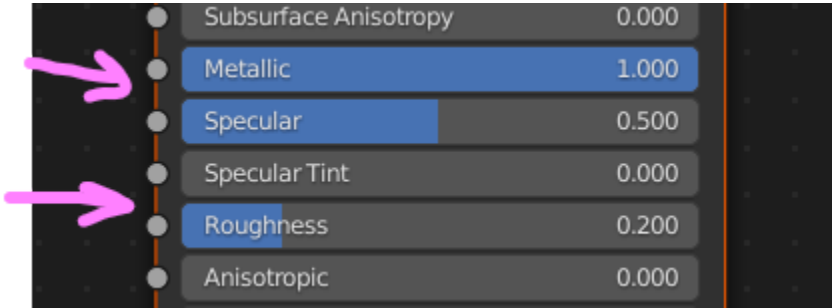 Subsurface Anisotropy 0.000
Metallic 1.000
Specular 0.500
Specular Tint 0.000
Roughness 0.200
Anisotropic 0.000